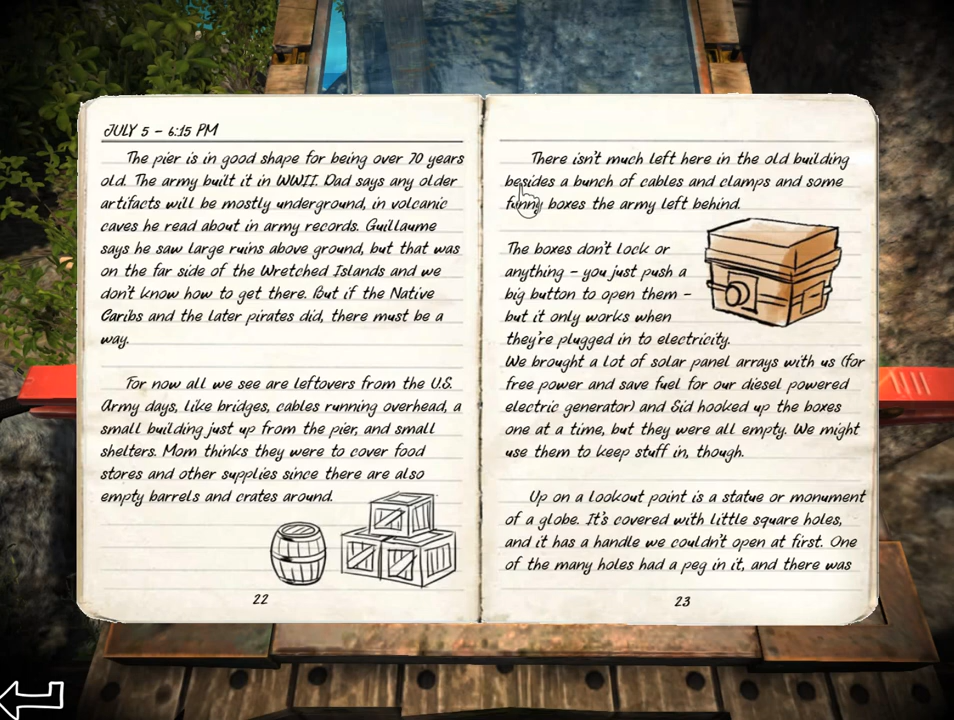 JULY 5 - 6:15 PM
The pier is in good shape for being over 70 years
old. The army built it in WWII. Dad says any older
artifacts will be mostly underground, in volcanic
caves he read about in army records. Guillaume
says he saw large ruins above ground, but that was
on the far side of the Wretched Islands and we
don't know how to get there. But if the Native
Caribs and the later pirates did, there must be a
way.
For now all we see are leftovers from the U.S.
Army days, like bridges, cables running overhead, a
small building just up from the pier, and small
shelters. Mom thinks they were to cover food
stores and other supplies since there are also
empty barrels and crates around.
22
There isn't much left here in the old building
besides a bunch of cables and clamps and some
funny boxes the army left behind.
The boxes don't lock or
anything - you just push a
big button to open them -
but it only works when
they're plugged in to electricity.
We brought a lot of solar panel arrays with us (for
free power and save fuel for our diesel powered
electric generator) and Sid hooked up the boxes
one at a time, but they were all empty. We might
use them to keep stuff in, though.
Up on a lookout point is a statue or monument
of a globe. It's covered with little square holes,
and it has a handle we couldn't open at first. One
of the many holes had a peg in it, and there was
23